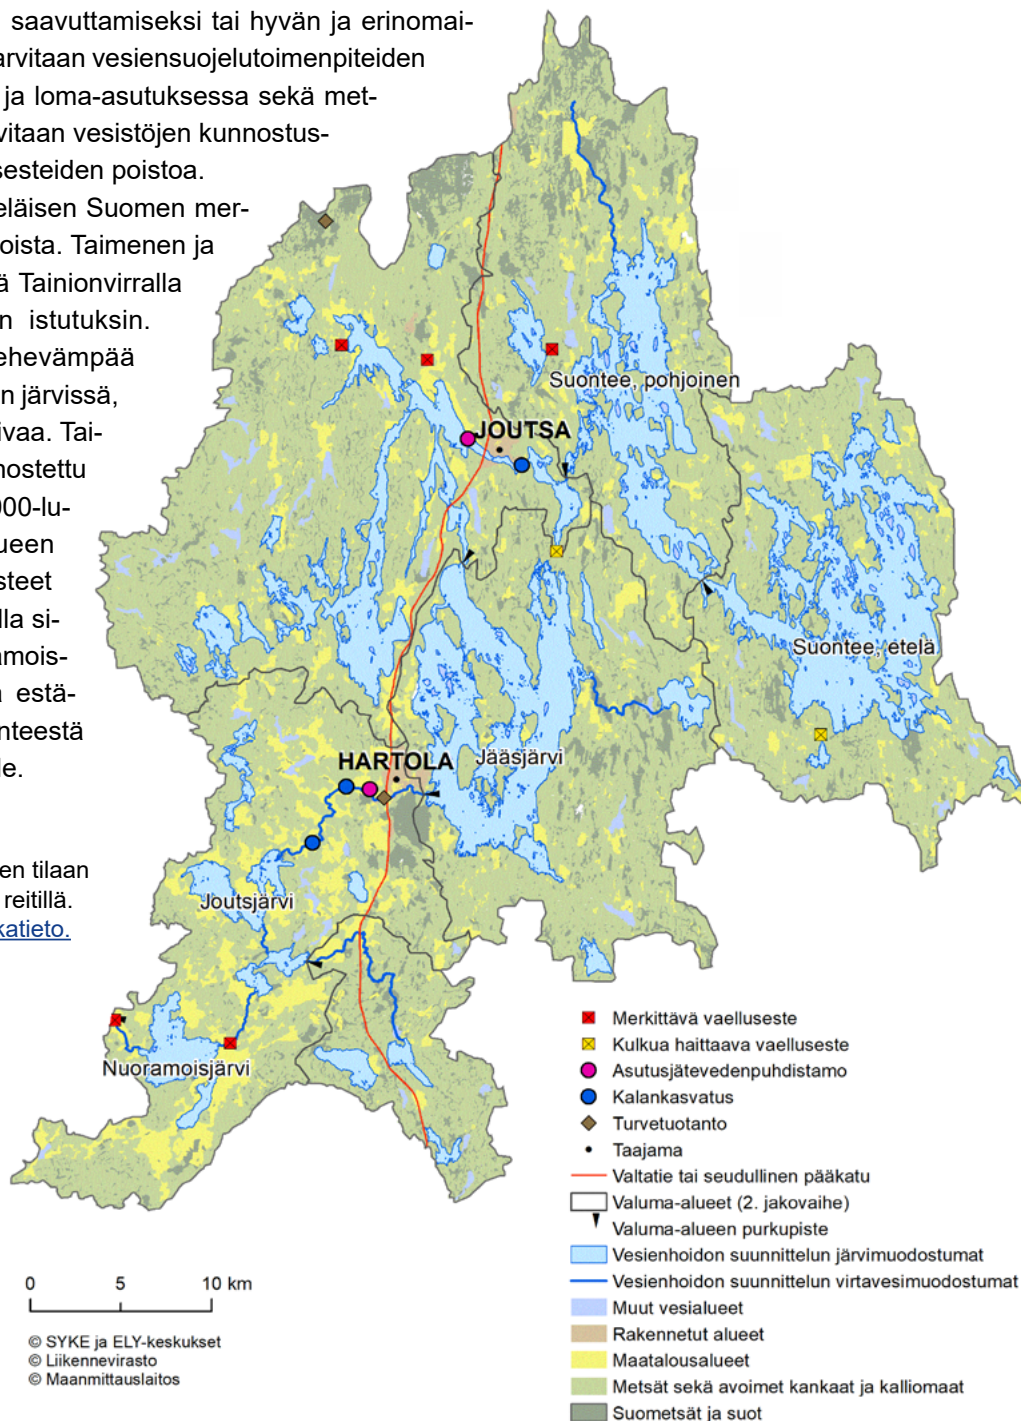 saavuttamiseksi tai hyvän ja erinomai-
arvitaan vesiensuojelutoimenpiteiden
ja loma-asutuksessa sekä met-
vitaan vesistöjen kunnostus-
sesteiden poistoa.
eläisen Suomen mer-
oista. Taimenen ja
ä Tainionvirralla
n istutuksin.
ehevämpää
n järvissä,
ivaa. Tai-
nostettu
000-lu-
ueen
steet
lla si-
amois-
a estä-
nteestä
le.
en tilaan
reitillä.
katieto.
Suontee, pohjoinen
JOUTSA
Suontee, etelä
Jääsjärvi
HARTOLA
Joutsjärvi
Nuoramoisjärvi
Merkittävä vaelluseste
Kulkua haittaava vaelluseste
Asutusjätevedenpuhdistamo
Kalankasvatus
Turvetuotanto
Taajama
Valtatie tai seudullinen pääkatu
Valuma-alueet (2. jakovaihe)
Valuma-alueen purkupiste
Vesienhoidon suunnittelun järvimuodostumat
Vesienhoidon suunnittelun virtavesimuodostumat
Muut vesialueet
Rakennetut alueet
Maatalousalueet
Metsät sekä avoimet kankaat ja kalliomaat
Suometsät ja suot
0 5 10 km
© SYKE ja ELY-keskukset
© Liikennevirasto
© Maanmittauslaitos